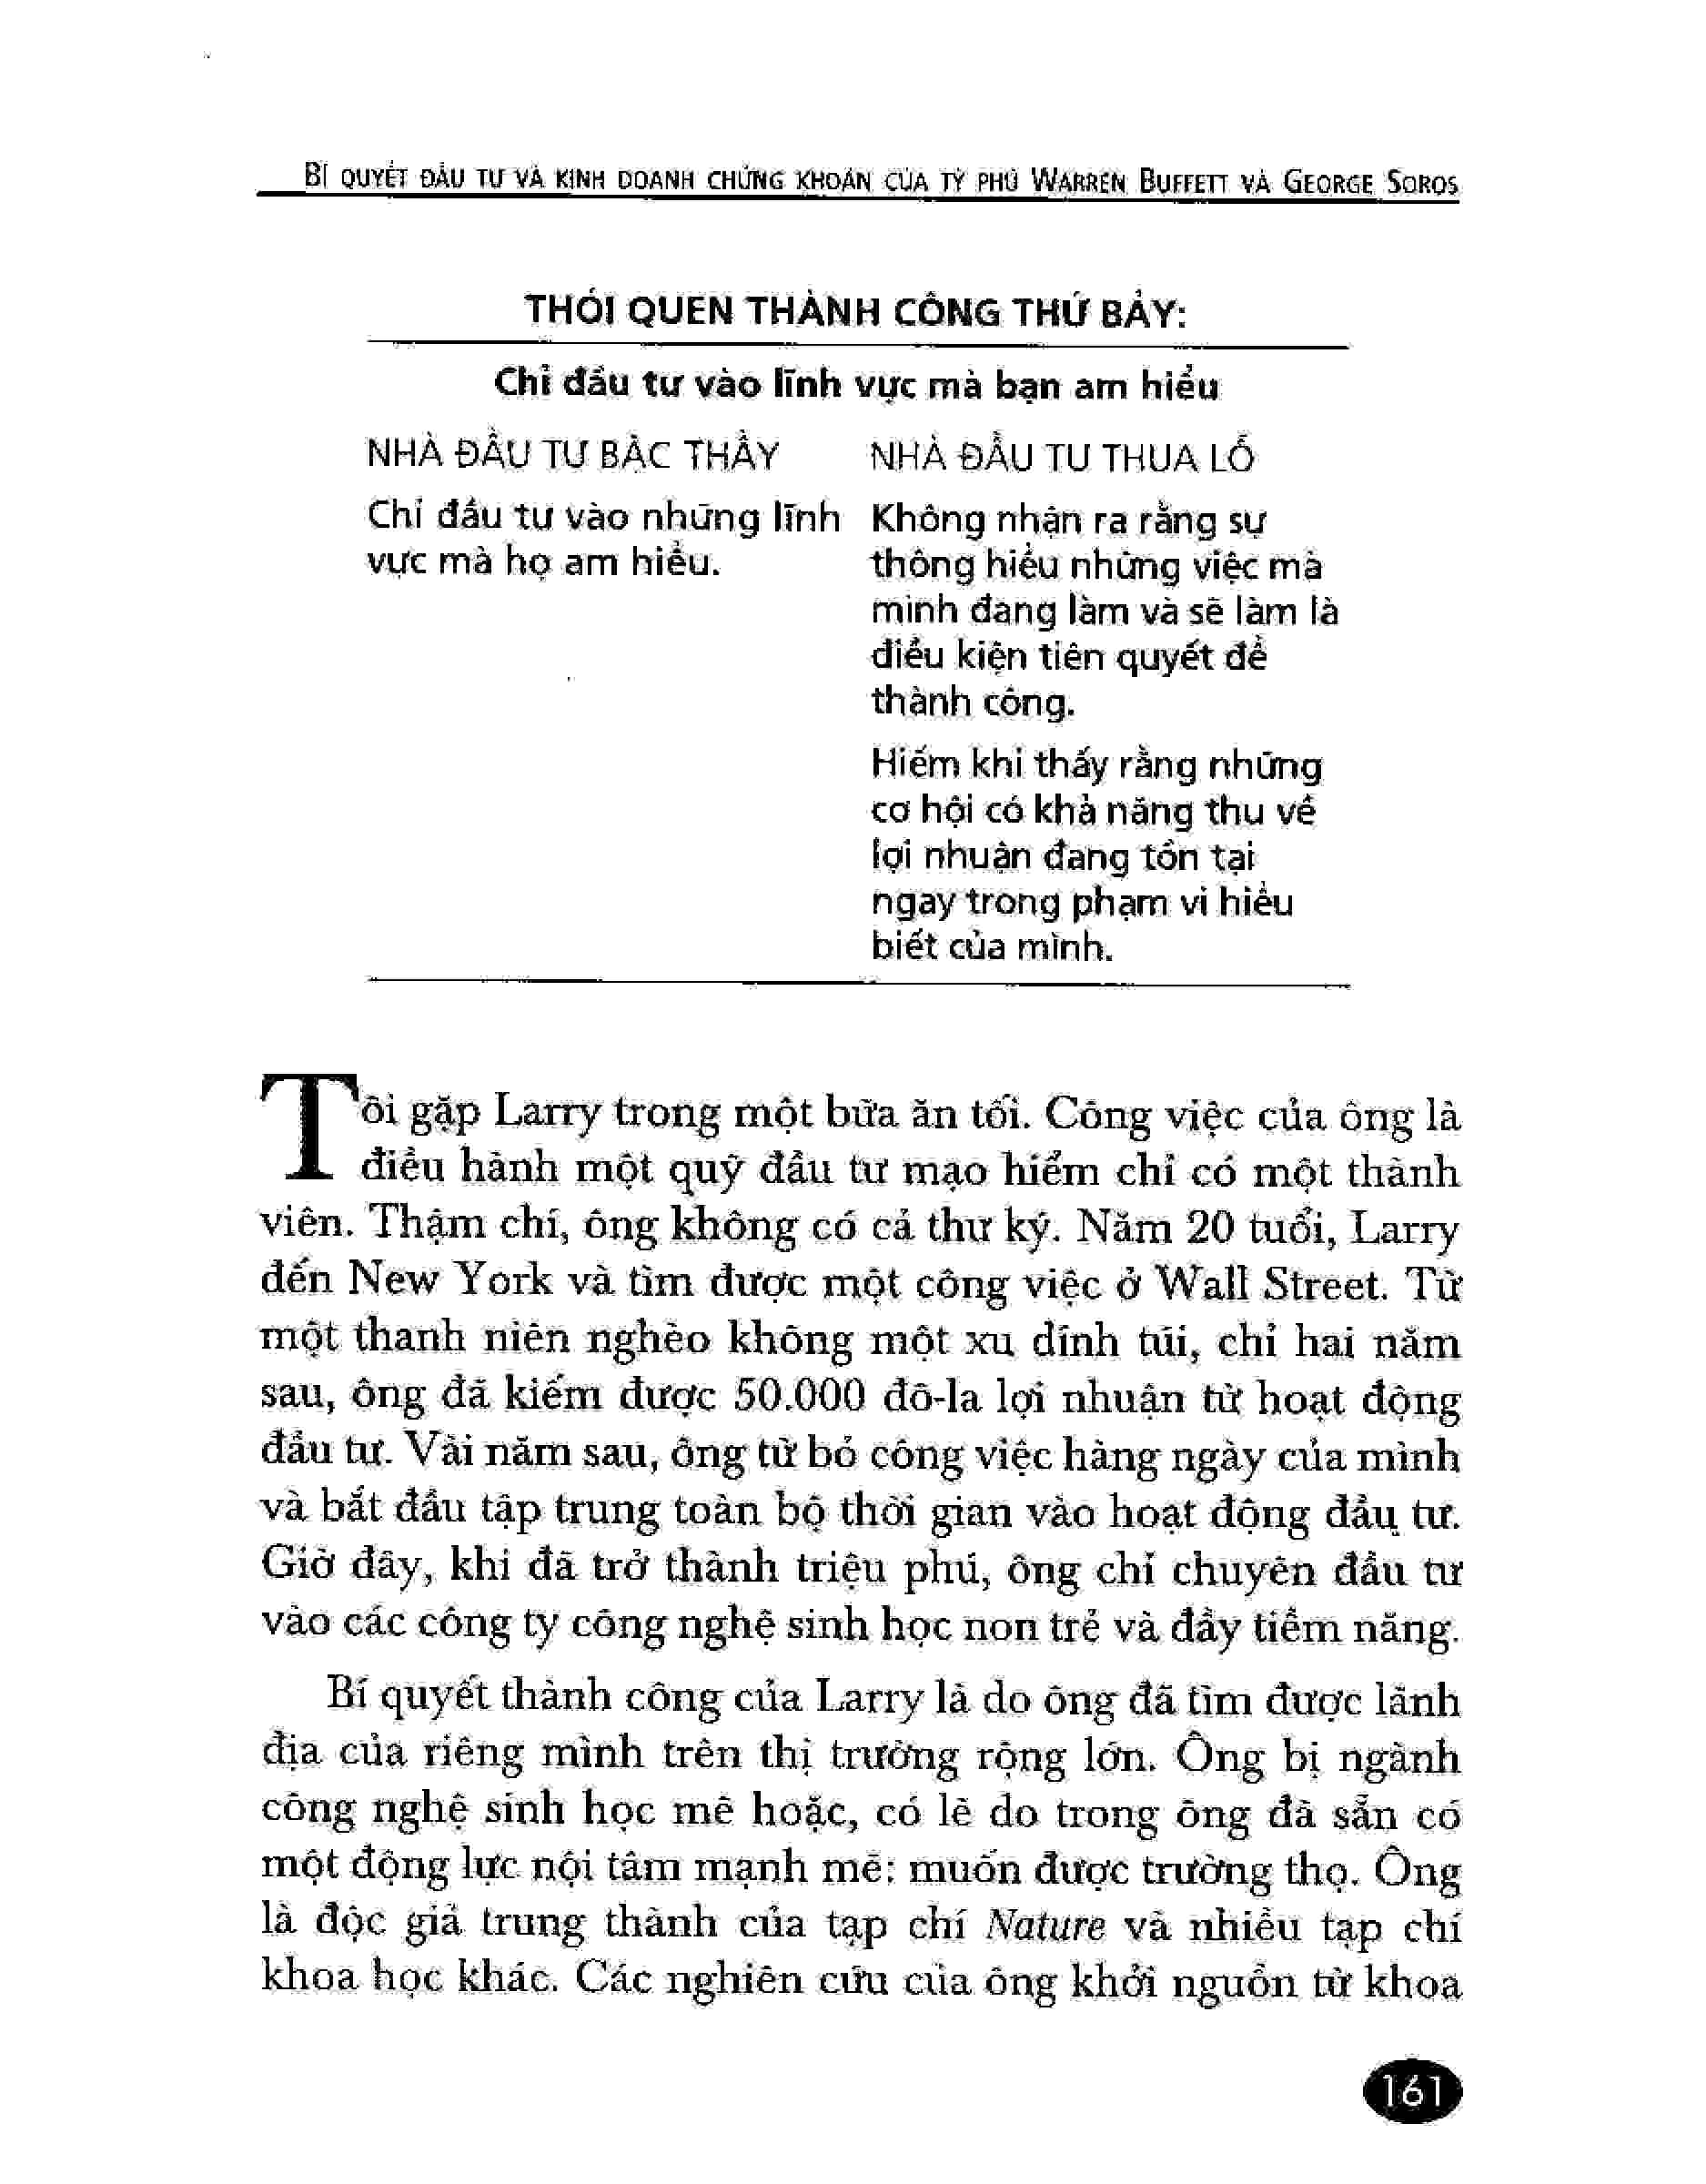 BÍ QUYẾT ĐẦU TƯ VÀ KINH DOANH CHỨNG KHOÁN CỦA TỶ PHÚ WARREN BUFFETT VÀ GEORGE SOROS
THÓI QUEN THÀNH CÔNG THỨ BẢY:
Chỉ đầu tư vào lĩnh vực mà bạn am hiểu
NHÀ ĐẦU TƯ BẬC THẦY
Chỉ đầu tư vào những lĩnh
vực mà họ am hiểu.
NHÀ ĐẦU TƯ THUA LỖ
Không nhận ra rằng sự
thông hiểu những việc mà
mình đang làm và sẽ làm là
điều kiện tiên quyết để
thành công.
Hiếm khi thấy rằng những
cơ hội có khả năng thu về
lợi nhuận đang tồn tại
ngay trong phạm vi hiểu
biết của mình.
Tôi gặp Larry trong một bữa ăn tối. Công việc của ông là
điều hành một quỹ đầu tư mạo hiểm chỉ có một thành
viên. Thậm chí, ông không có cả thư ký. Năm 20 tuổi, Larry
đến New York và tìm được một công việc ở Wall Street. Từ
một thanh niên nghèo không một xu dính túi, chỉ hai năm
sau, ông đã kiếm được 50.000 đô-la lợi nhuận từ hoạt động
đầu tư. Vài năm sau, ông từ bỏ công việc hàng ngày của mình
và bắt đầu tập trung toàn bộ thời gian vào hoạt động đầu tư.
Giờ đây, khi đã trở thành triệu phú, ông chỉ chuyên đầu tư
vào các công ty công nghệ sinh học non trẻ và đầy tiềm năng.
Bí quyết thành công của Larry là do ông đã tìm được lãnh
địa của riêng mình trên thị trường rộng lớn. Ông bị ngành
công nghệ sinh học mê hoặc, có lẽ do trong ông đã sẵn có
một động lực nội tâm mạnh mẽ: muốn được trường thọ. Ông
là độc giả trung thành của tạp chí Nature và nhiều tạp chí
khoa học khác. Các nghiên cứu của ông khởi nguồn từ khoa
161